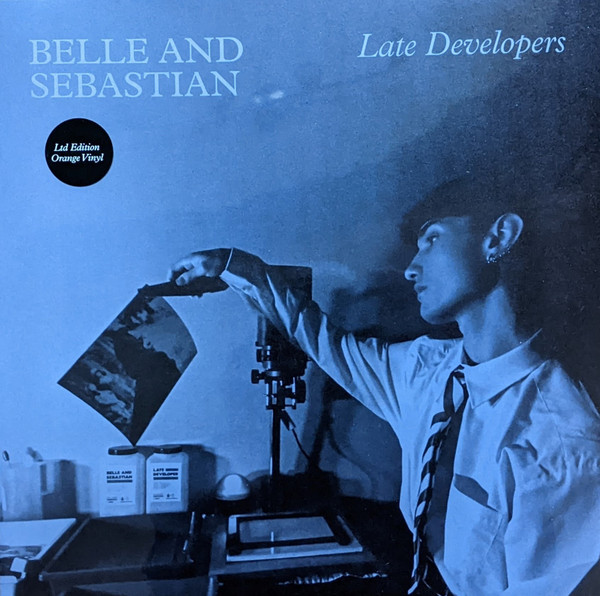 BELLE AND
SEBASTIAN
Late Developers
Ltd Edition
Orange Vinyl
BELLE AND
SEBASTIAN
LATE
DEVELOPER